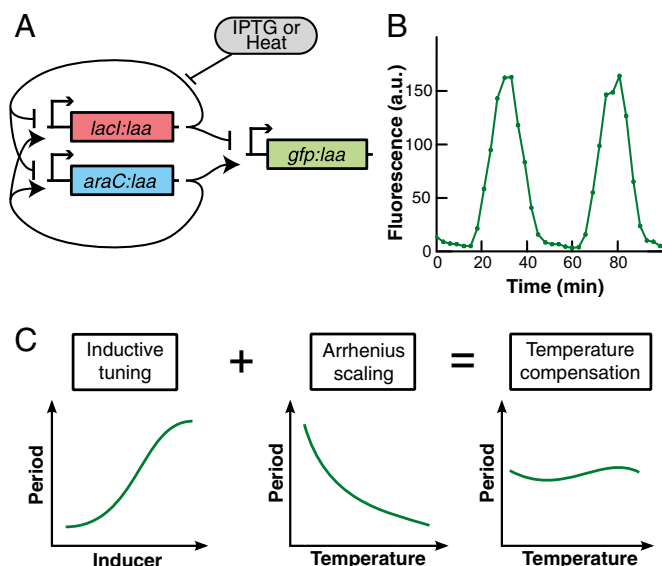 A
IPTG or
Heat
lacI:laa
araC:laa
gfp:laa
B
Fluorescence (a.u.)
150
100
50
0
0
20
40
60
80
Time (min)
C
Inductive
tuning
+
Arrhenius
scaling
=
Temperature
compensation
Period
Inducer
Period
Temperature
Period
Temperature